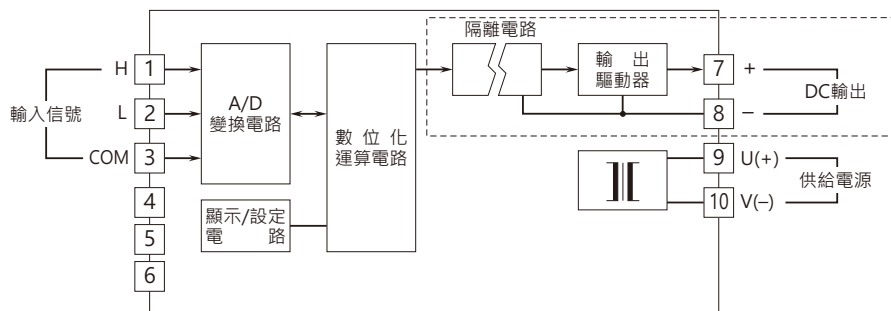 隔離電路
H 1
L 2
COM 3
4
5
6
輸入信號
A/D
變換電路
顯示/設定
電 路
數 位 化
運算電路
輸 出
驅動器
7 +
8 −
DC輸出
9 U(+)
10 V(−)
供給電源